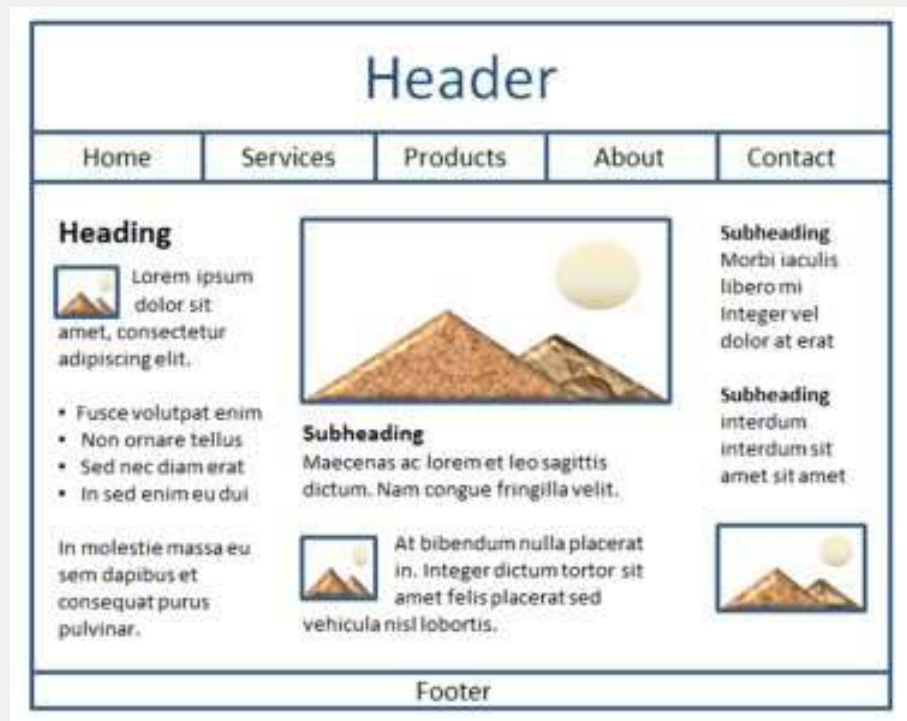 Header
Home Services Products About Contact
Heading
Lorem ipsum
dolor sit
amet, consectetur
adipiscing elit.
• Fusce volutpat enim
• Non ornare tellus
• Sed nec diam erat
• In sed enim eu dui
In molestie massa eu
sem dapibus et
consequat purus
pulvinar.
Subheading
Maecenas ac lorem et leo sagittis
dictum. Nam congue fringilla velit.
At bibendum nulla placerat
in. Integer dictum tortor sit
amet felis placerat sed
vehicula nisl lobortis.
Subheading
Morbi iaculis
libero mi
Integer vel
dolor at erat
Subheading
interdum
interdum sit
amet sit amet
Footer